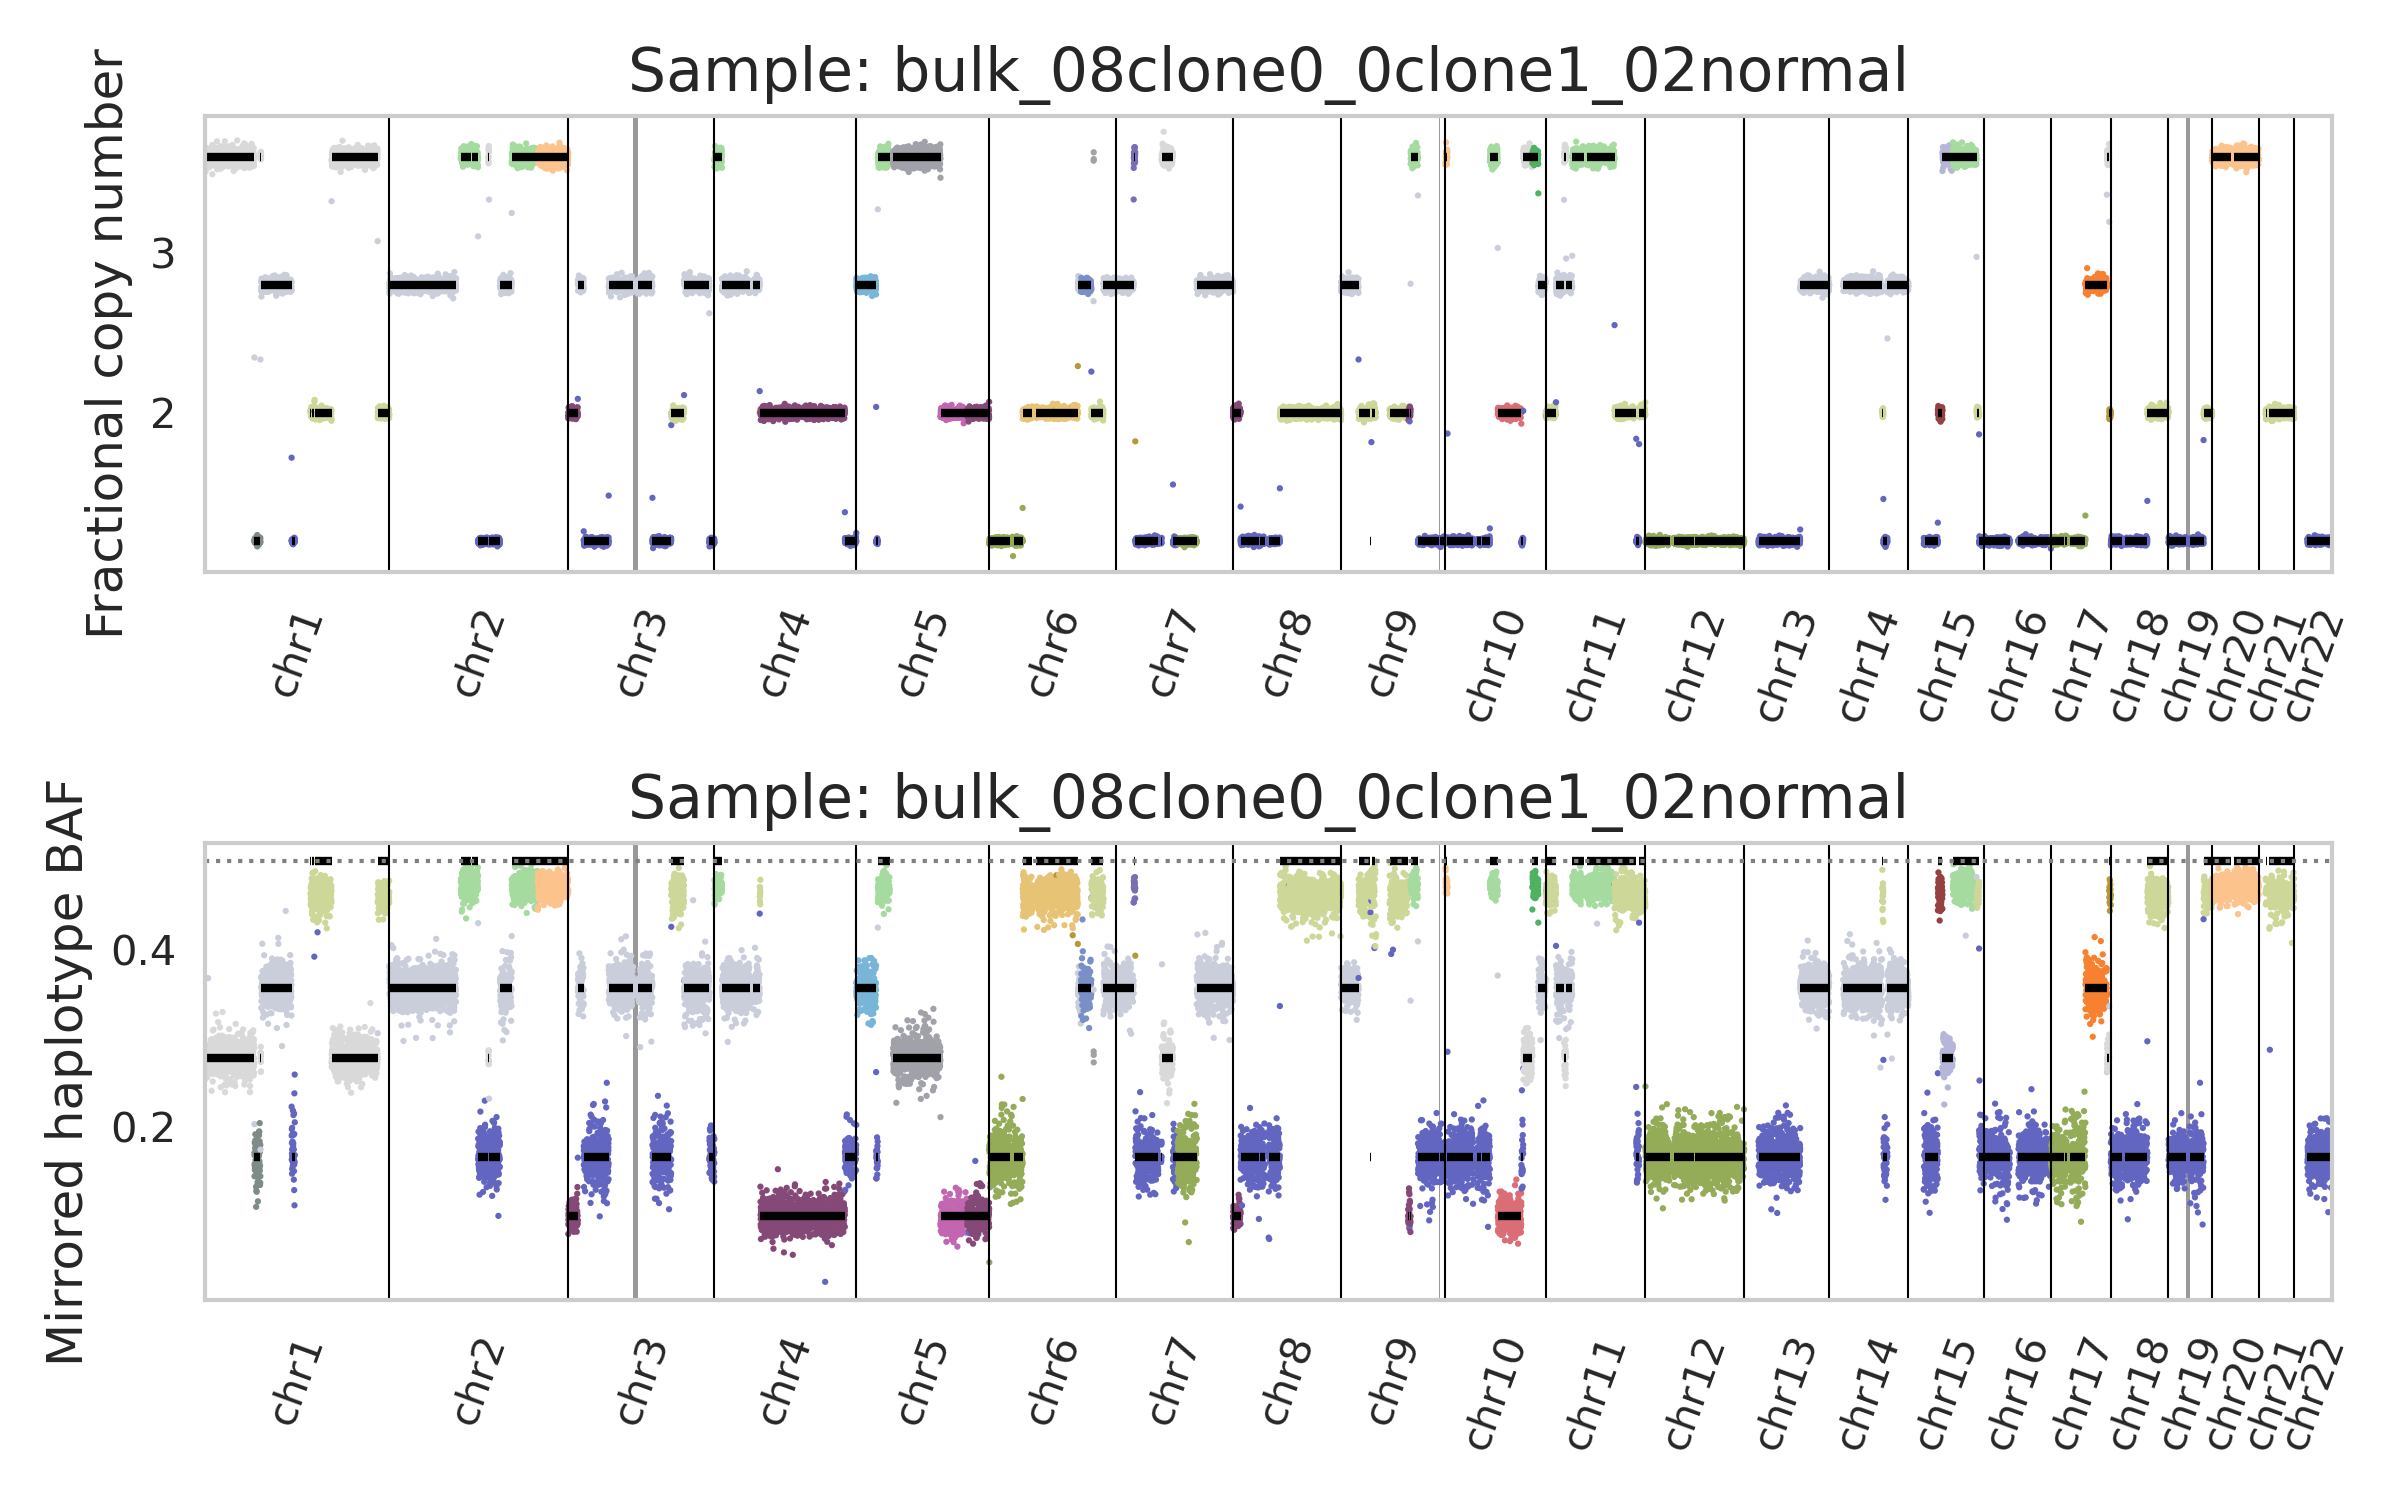 Sample: bulk_08clone0_0clone1_02normal
Fractional copy number
3
2
chr1 chr2 chr3 chr4 chr5 chr6 chr7 chr8 chr9 chr10 chr11 chr12 chr13 chr14 chr15 chr16 chr17 chr18 chr19 chr20 chr21 chr22
Sample: bulk_08clone0_0clone1_02normal
Mirrored haplotype BAF
0.4
0.2
chr1 chr2 chr3 chr4 chr5 chr6 chr7 chr8 chr9 chr10 chr11 chr12 chr13 chr14 chr15 chr16 chr17 chr18 chr19 chr20 chr21 chr22